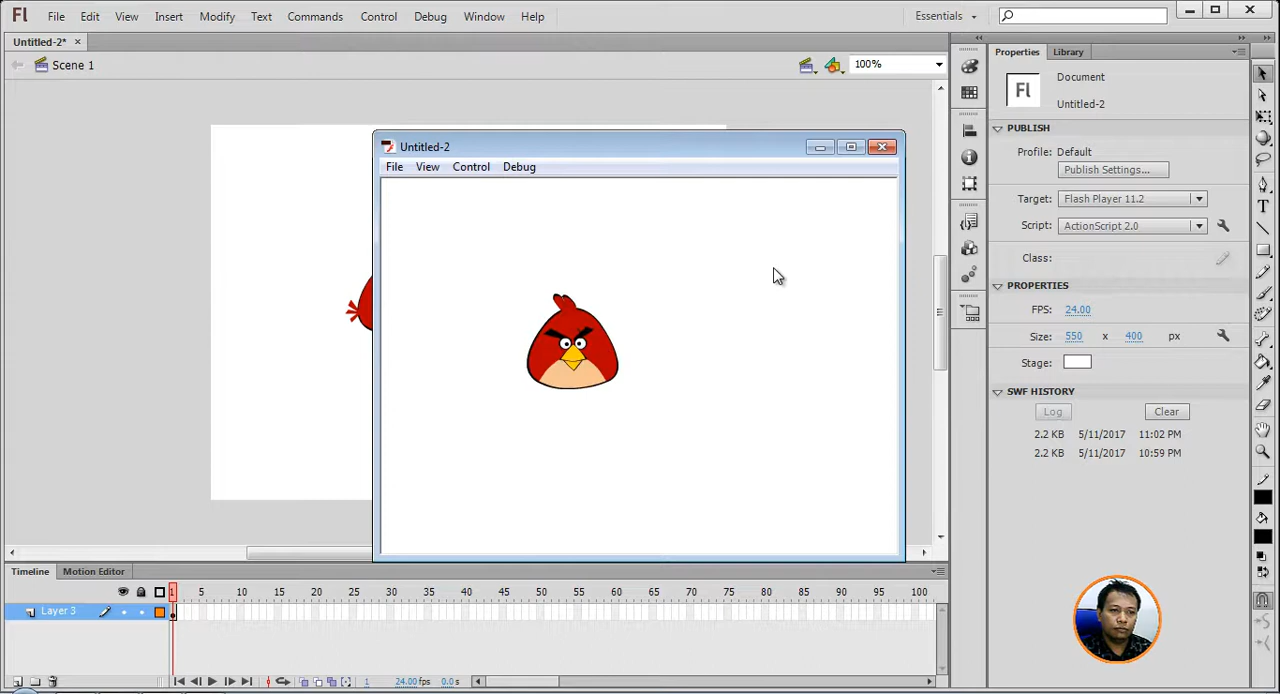 Fl File Edit View Insert Modify Text Commands Control Debug Window Help Essentials
Untitled-2* ×
Scene 1 100%
Untitled-2
File View Control Debug
Properties Library
Fl Document
Untitled-2
PUBLISH
Profile: Default
Publish Settings...
Target: Flash Player 11.2
Script: ActionScript 2.0
Class:
PROPERTIES
FPS: 24.00
Size: 550 x 400 px
Stage:
SWF HISTORY
Log Clear
2.2 KB 5/11/2017 11:02 PM
2.2 KB 5/11/2017 10:59 PM
Timeline Motion Editor
1 5 10 15 20 25 30 35 40 45 50 55 60 65 70 75 80 85 90 95 100
Layer 3
1 24.00 fps 0.0 s